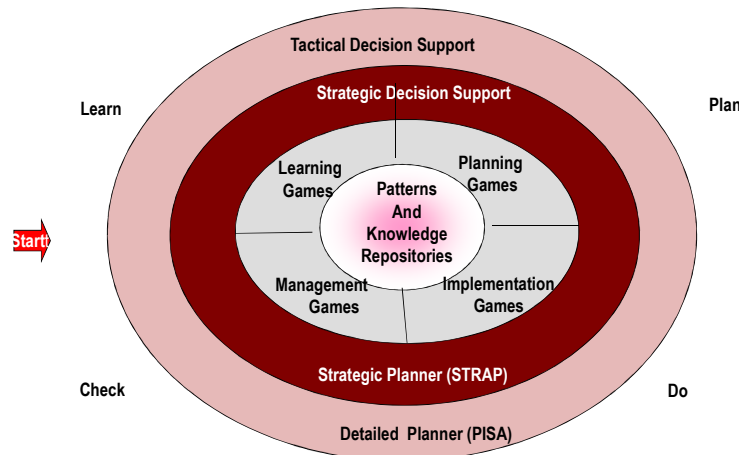 Tactical Decision Support
Strategic Decision Support
Learn
Plan
Learning
Games
Planning
Games
Patterns
And
Knowledge
Repositories
Start
Management
Games
Implementation
Games
Strategic Planner (STRAP)
Check
Do
Detailed Planner (PISA)